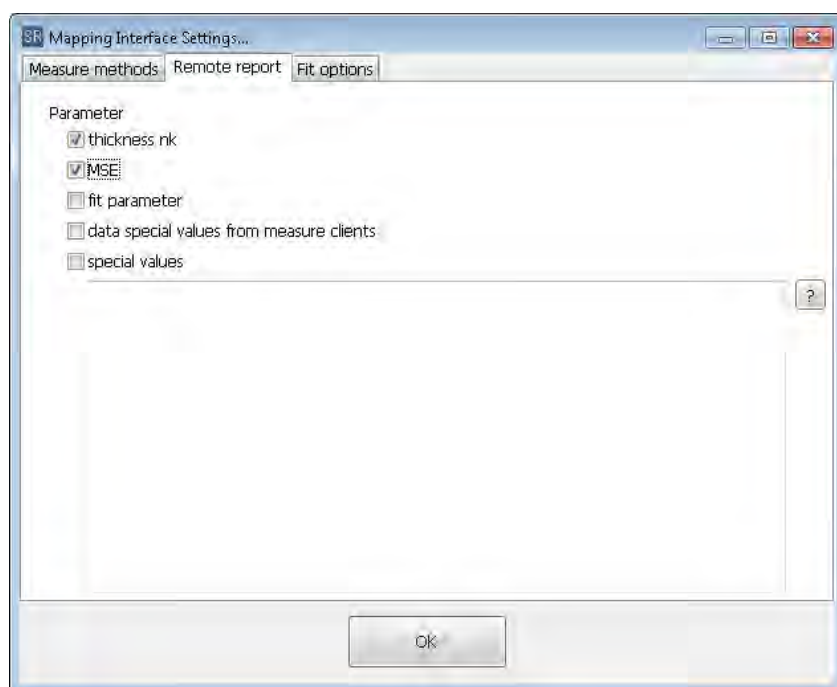 SR Mapping Interface Settings...
Measure methods Remote report Fit options
Parameter
thickness nk
MSE
fit parameter
data special values from measure clients
special values
?
OK